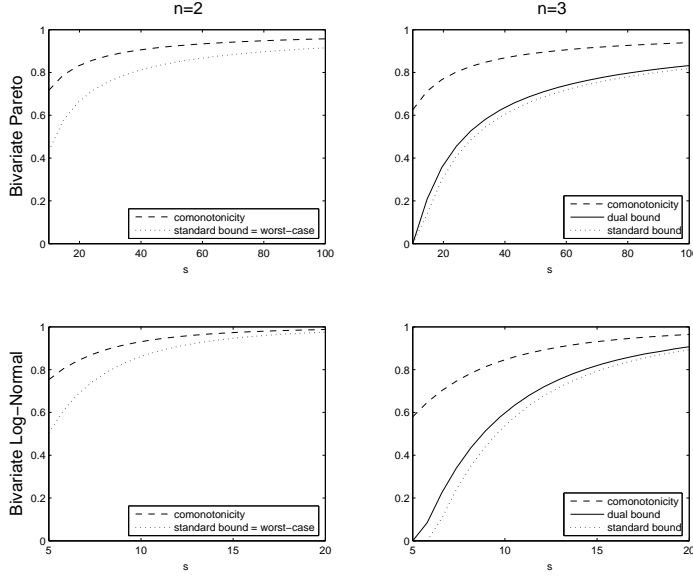 n=2
1
0.8
0.6
0.4
0.2
0
20
40
60
80
100
s
Bivariate Pareto
comonotonicity
standard bound = worst−case
n=3
1
0.8
0.6
0.4
0.2
0
20
40
60
80
100
s
comonotonicity
dual bound
standard bound
1
0.8
0.6
0.4
0.2
0
5
10
15
20
s
Bivariate Log−Normal
comonotonicity
standard bound = worst−case
1
0.8
0.6
0.4
0.2
0
5
10
15
20
s
comonotonicity
dual bound
standard bound